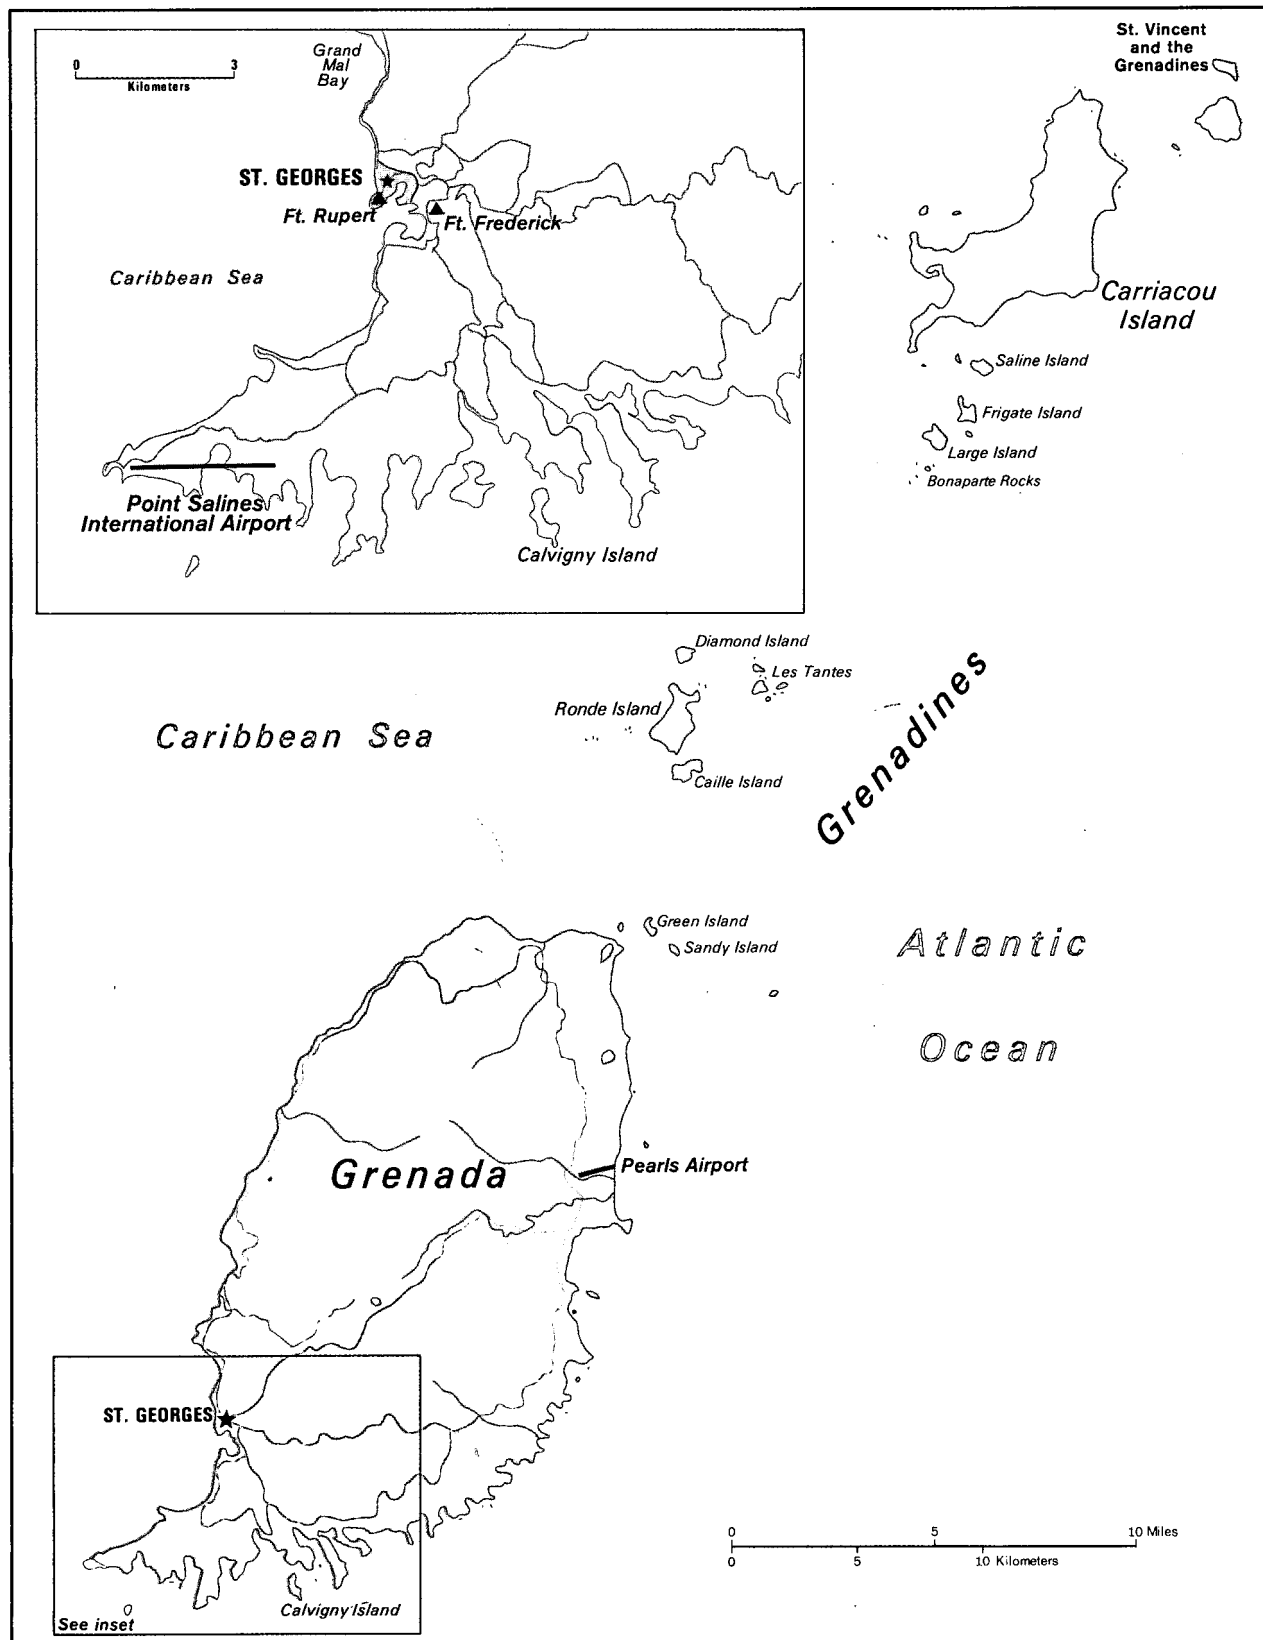 St. Vincent
and the
Grenadines
0 3
Kilometers
Grand
Mal
Bay
ST. GEORGES
Ft. Rupert
Ft. Frederick
Caribbean Sea
Carriacou
Island
Saline Island
Frigate Island
Large Island
Bonaparte Rocks
Point Salines
International Airport
Calvigny Island
Diamond Island
Les Tantes
Ronde Island
Caribbean Sea
Caille Island
Grenadines
Green Island
Sandy Island
Atlantic
Ocean
Pearls Airport
Grenada
ST. GEORGES
0 5 10 Miles
0 5 10 Kilometers
Calvigny Island
See inset